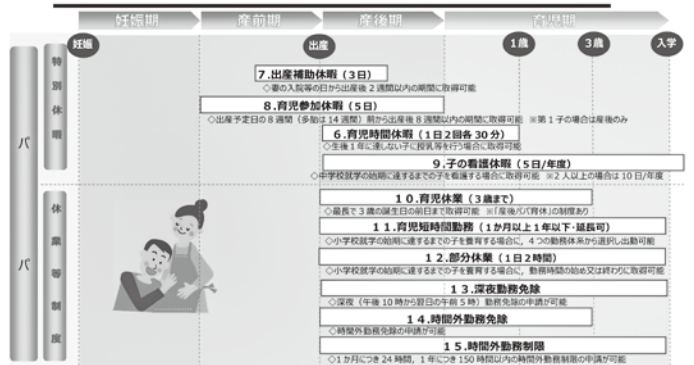 妊娠期 産前期 産後期 育児期
妊娠 出産 1歳 3歳 入学
パパ
特別休暇
7.出産補助休暇（3日）
◇妻の入院等の日から出産後2週間以内の期間に取得可能
8.育児参加休暇（5日）
◇出産予定日の8週間（多胎は14週間）前から出産後8週間以内の期間に取得可能　※第1子の場合は産後のみ
6.育児時間休暇（1日2回各30分）
◇生後1年に達しない子に授乳等を行う場合に取得可能
9.子の看護休暇（5日/年度）
◇中学校就学の始期に達するまでの子を看護する場合に取得可能　※2人以上の場合は10日/年度
休業等制度
10.育児休業（3歳まで）
◇最長で3歳の誕生日の前日まで取得可能　※「産後パパ育休」の制度あり
11.育児短時間勤務（1か月以上1年以下・延長可）
◇小学校就学の始期に達するまでの子を養育する場合に，4つの勤務体系から選択し出勤可能
12.部分休業（1日2時間）
◇小学校就学の始期に達するまでの子を養育する場合に，勤務時間の始め又は終わりに取得可能
13.深夜勤務免除
◇深夜（午後10時から翌日の午前5時）勤務免除の申請が可能
14.時間外勤務免除
◇時間外勤務免除の申請が可能
15.時間外勤務制限
◇1か月につき24時間，1年につき150時間以内の時間外勤務制限の申請が可能